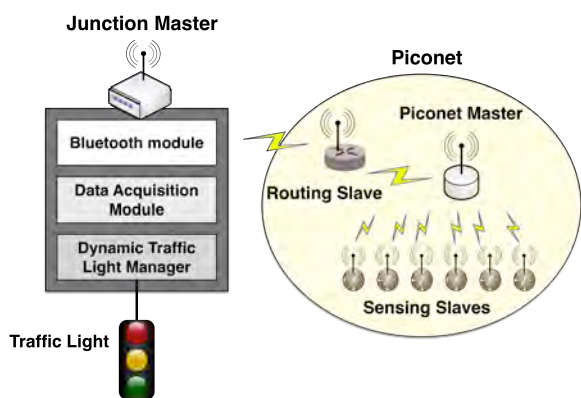 Junction Master
Bluetooth module
Data Acquisition
Module
Dynamic Traffic
Light Manager
Traffic Light
Piconet
Piconet Master
Routing Slave
Sensing Slaves